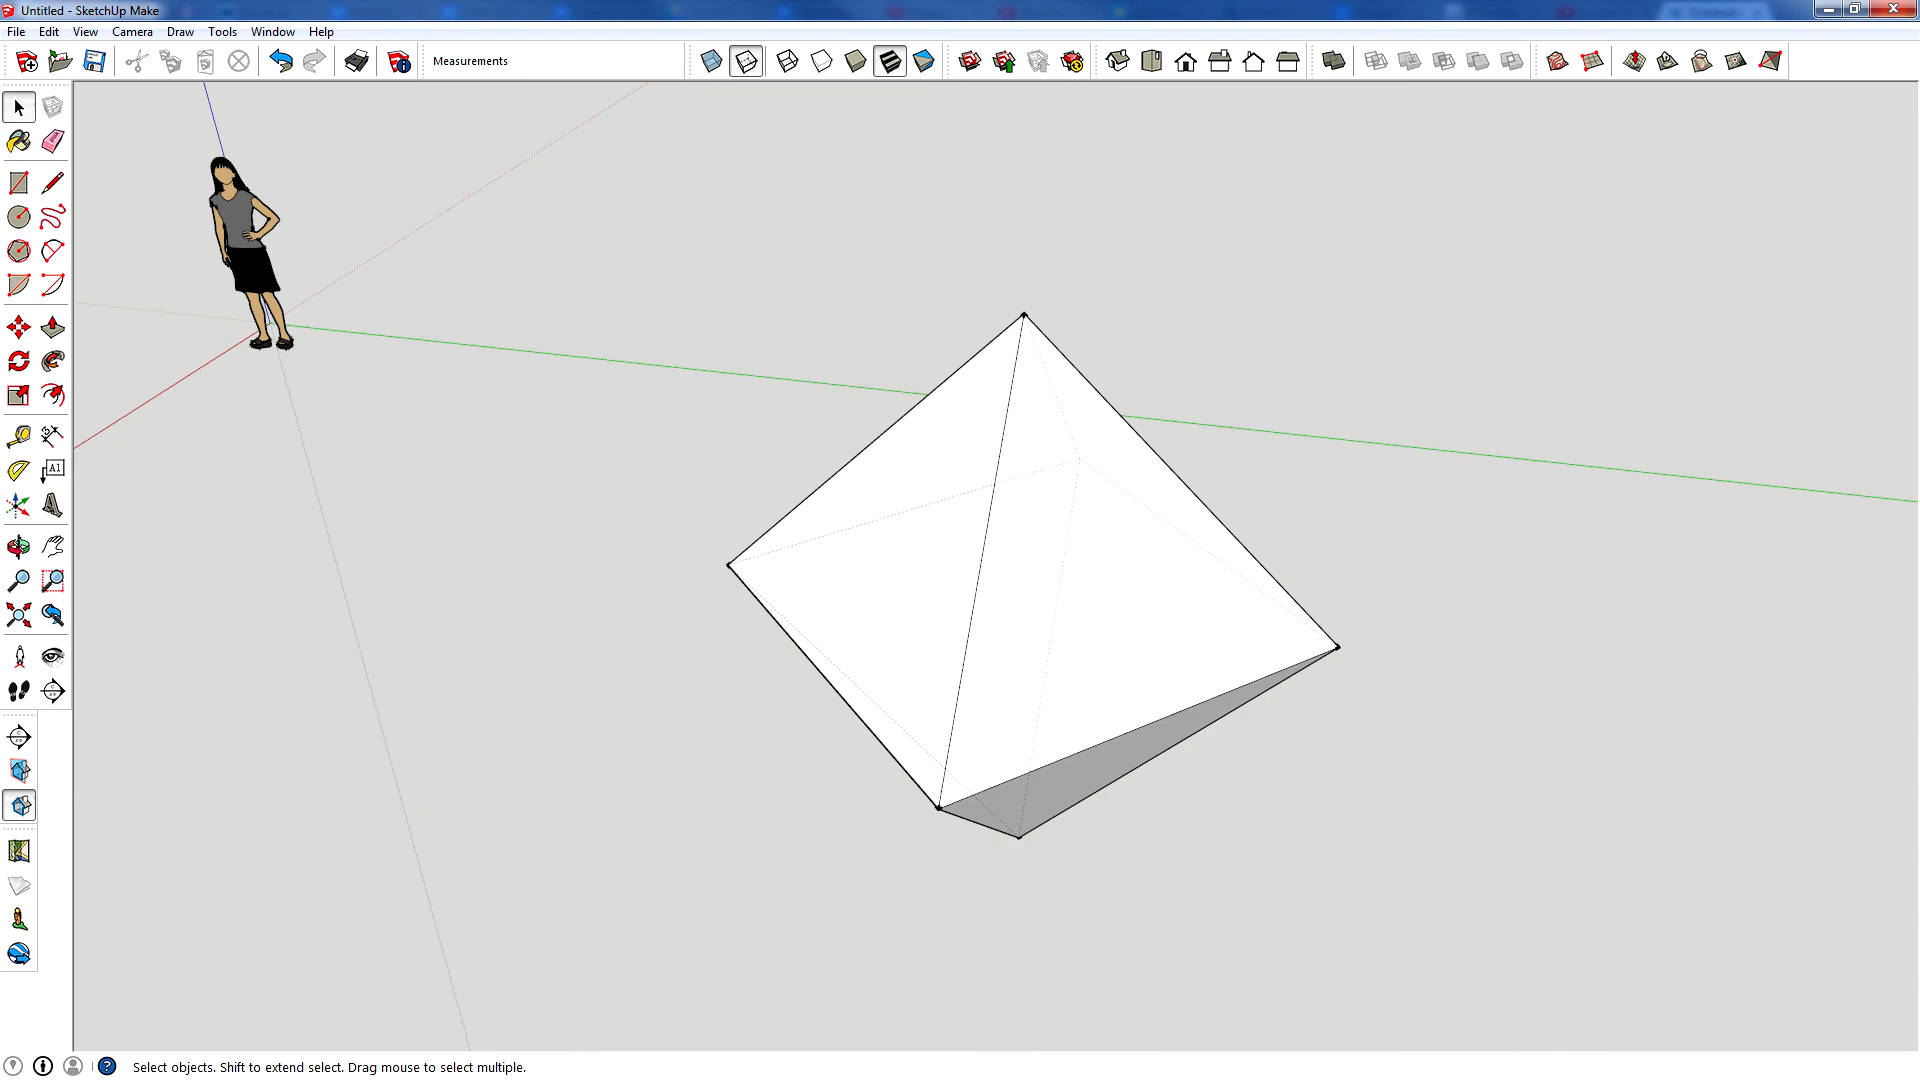 Untitled - SketchUp Make
File Edit View Camera Draw Tools Window Help
Measurements
A1
Select objects. Shift to extend select. Drag mouse to select multiple.